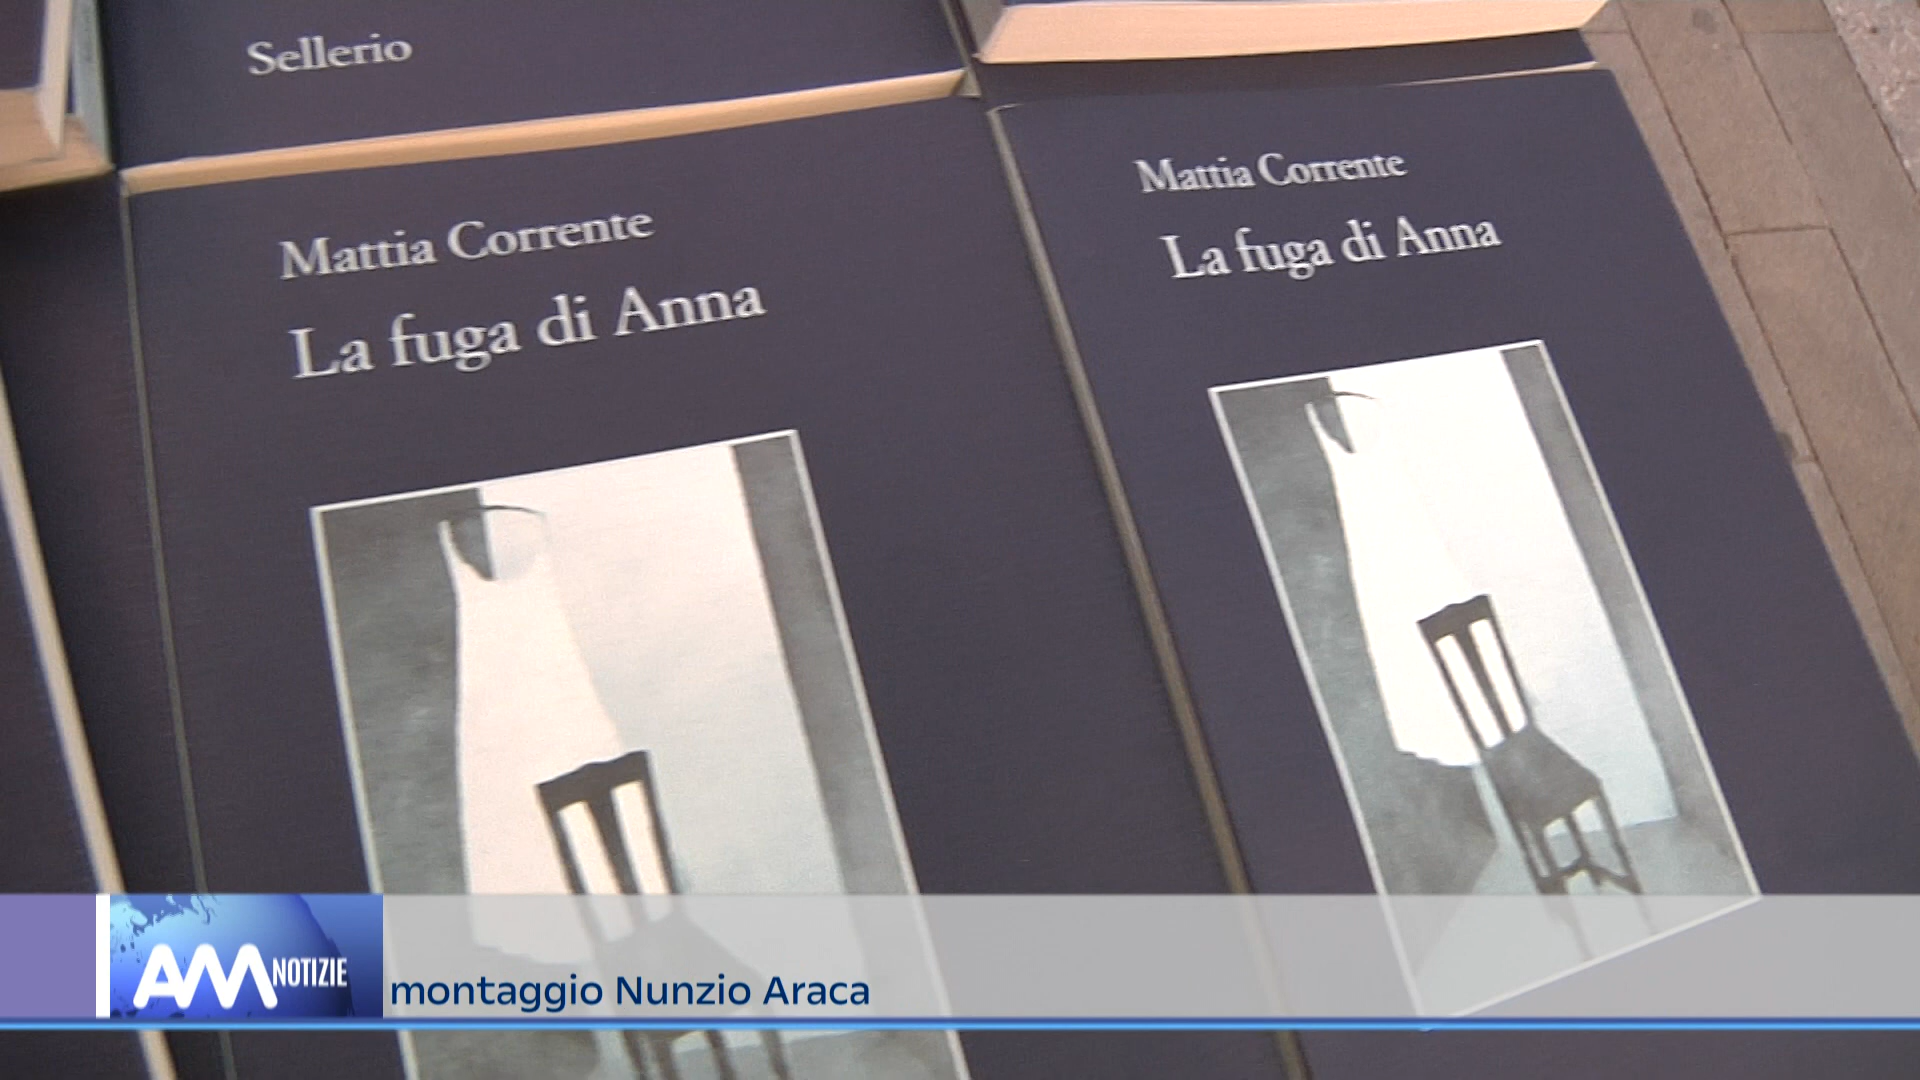 Sellerio
Mattia Corrente
La fuga di Anna
Mattia Corrente
La fuga di Anna
AM NOTIZIE
montaggio Nunzio Araca